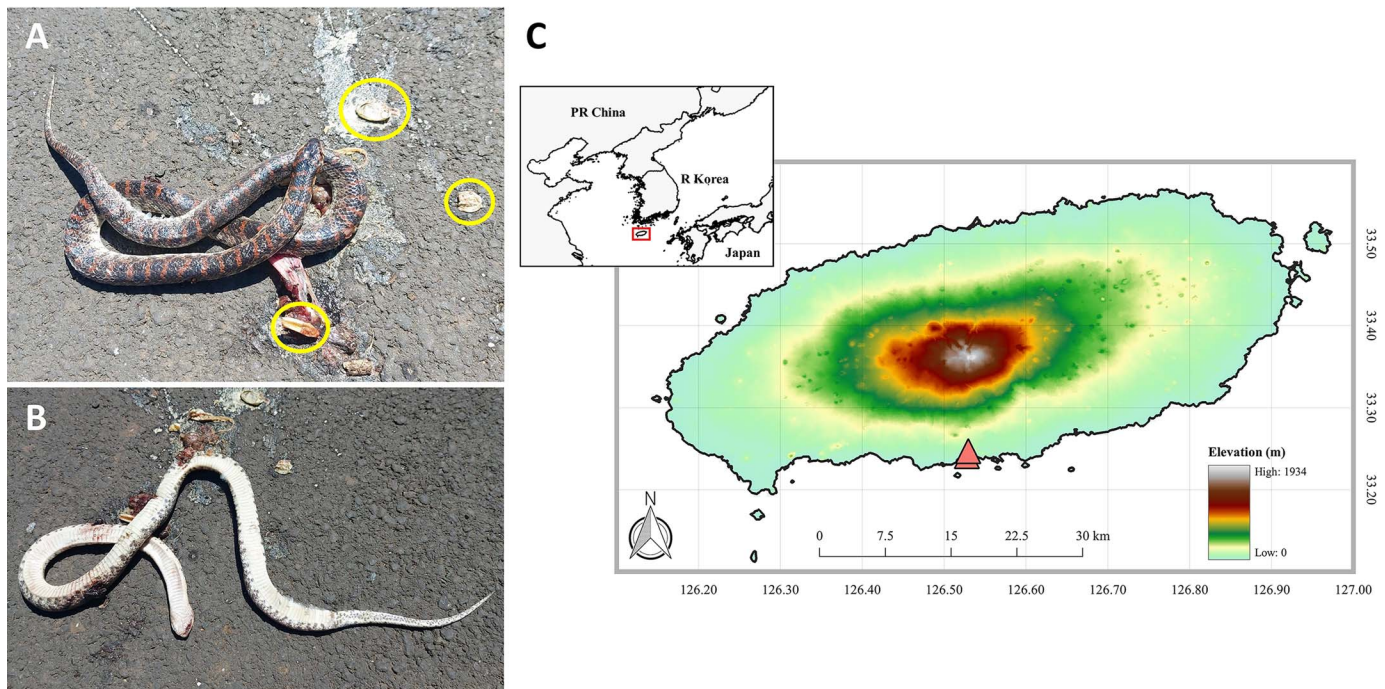 A
B
C
PR China
R Korea
Japan
33.50
33.40
33.30
33.20
Elevation (m)
High: 1934
Low: 0
N
0 7.5 15 22.5 30 km
126.20 126.30 126.40 126.50 126.60 126.70 126.80 126.90 127.00